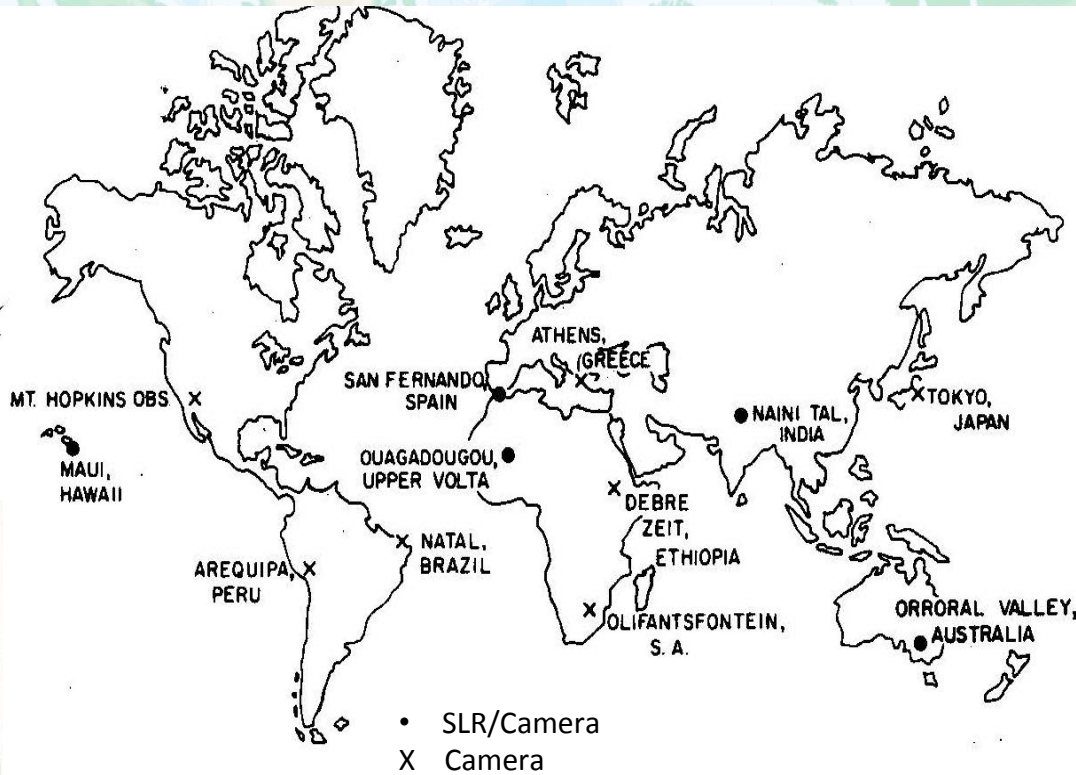 ATHENS,
GREECE
SAN FERNANDO,
SPAIN
MT. HOPKINS OBS.
TOKYO,
JAPAN
NAINI TAL,
INDIA
MAUI,
HAWAII
OUAGADOUGOU,
UPPER VOLTA
DEBRE
ZEIT,
ETHIOPIA
NATAL,
BRAZIL
AREQUIPA,
PERU
OLIFANTSFONTEIN,
S. A.
ORRORAL VALLEY,
AUSTRALIA
• SLR/Camera
X Camera